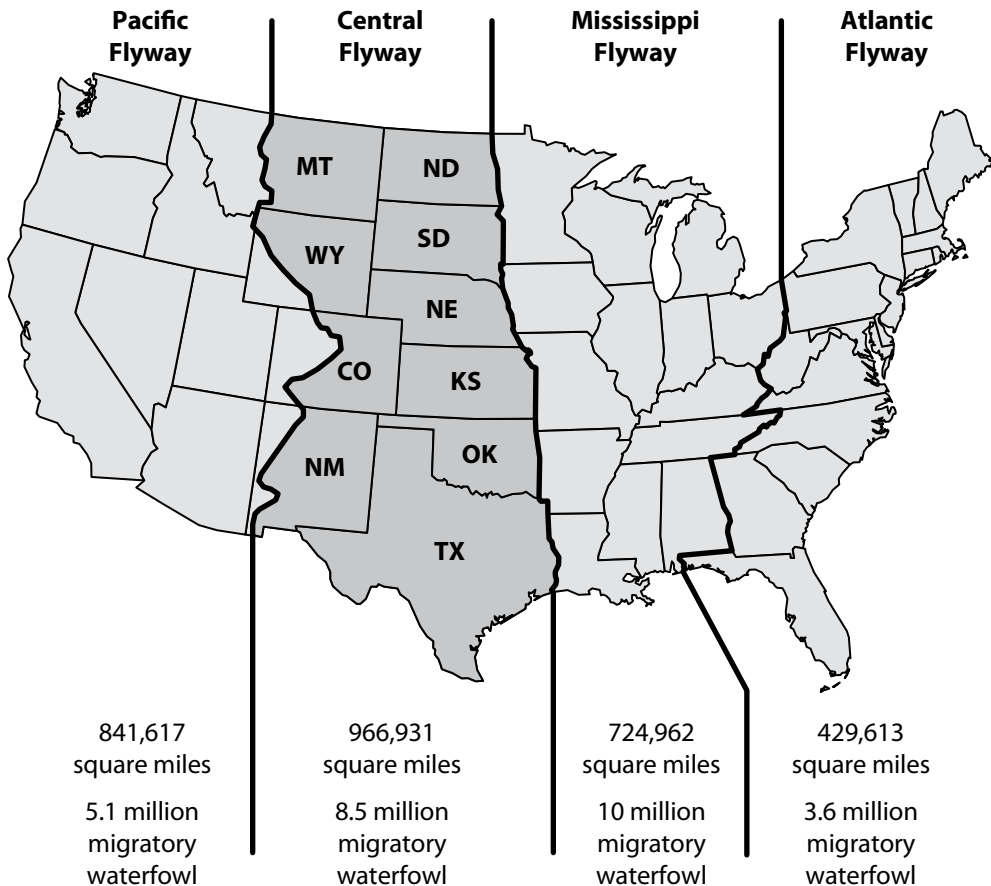 Pacific
Flyway
Central
Flyway
Mississippi
Flyway
Atlantic
Flyway
MT
ND
WY
SD
NE
CO
KS
NM
OK
TX
841,617
square miles
5.1 million
migratory
waterfowl
966,931
square miles
8.5 million
migratory
waterfowl
724,962
square miles
10 million
migratory
waterfowl
429,613
square miles
3.6 million
migratory
waterfowl